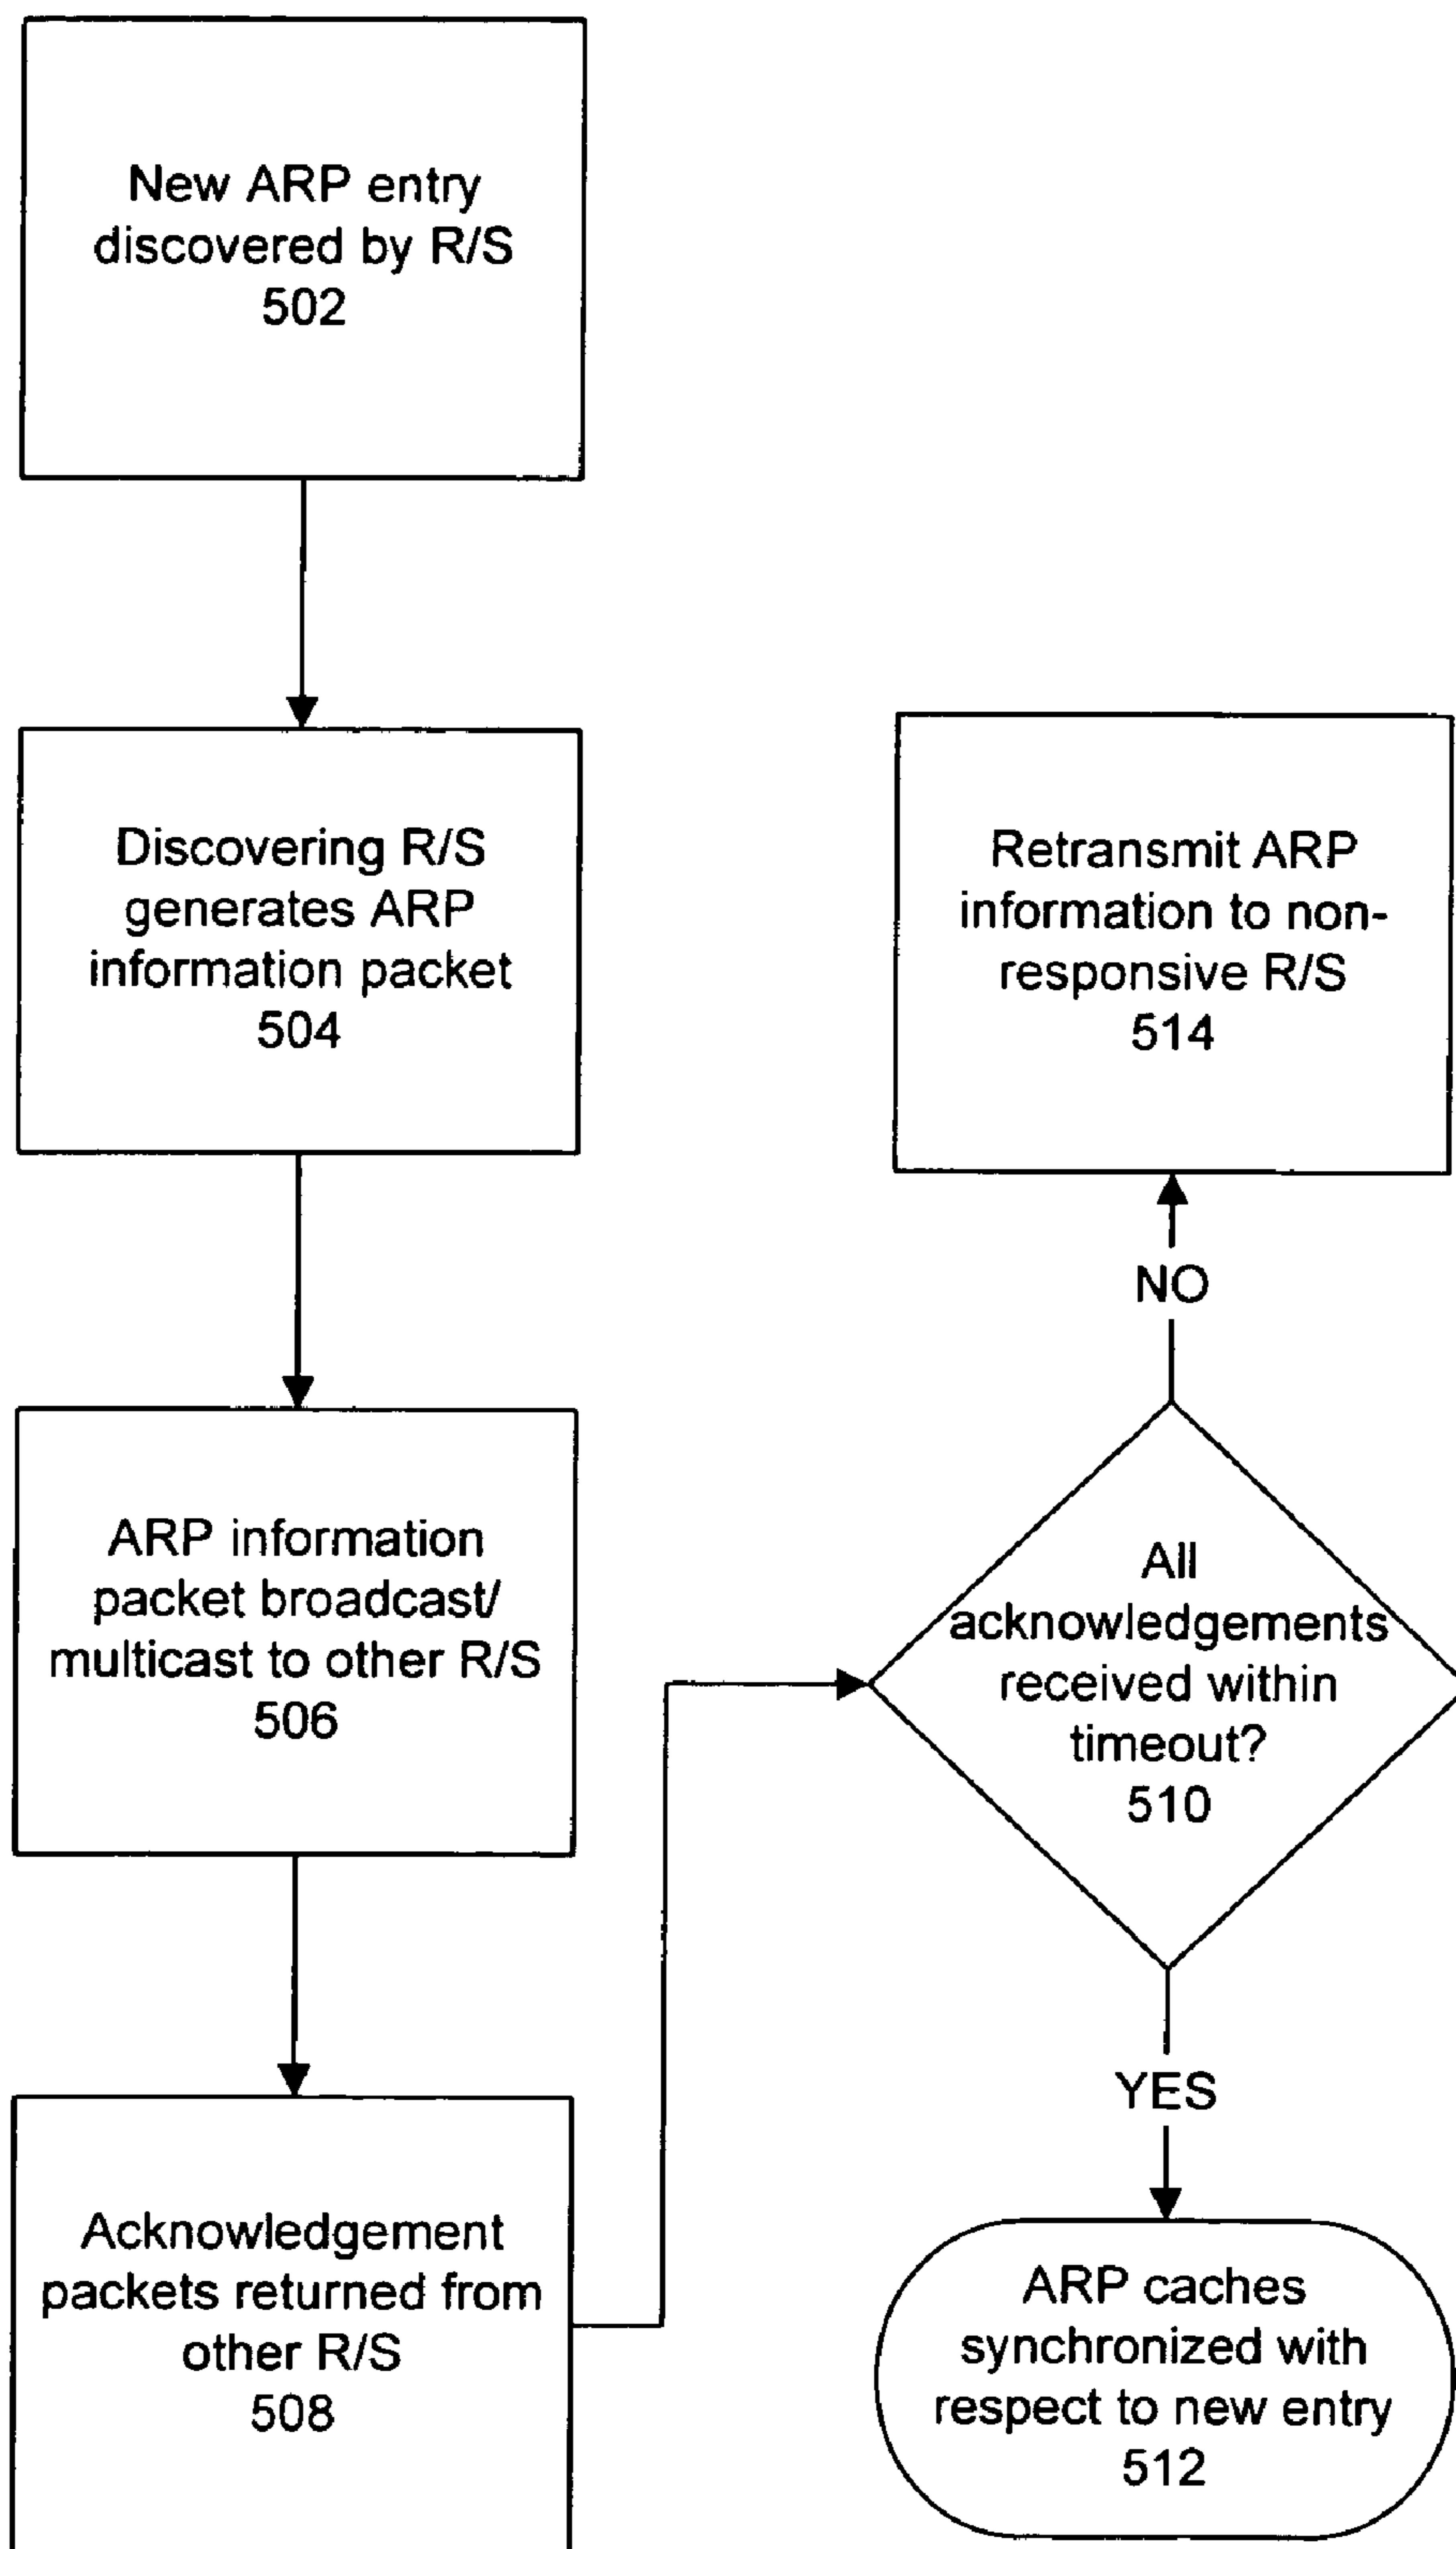 New ARP entry
discovered by R/S
502
Discovering R/S
generates ARP
information packet
504
ARP information
packet broadcast/
multicast to other R/S
506
Acknowledgement
packets returned from
other R/S
508
Retransmit ARP
information to non-
responsive R/S
514
NO
All
acknowledgements
received within
timeout?
510
YES
ARP caches
synchronized with
respect to new entry
512